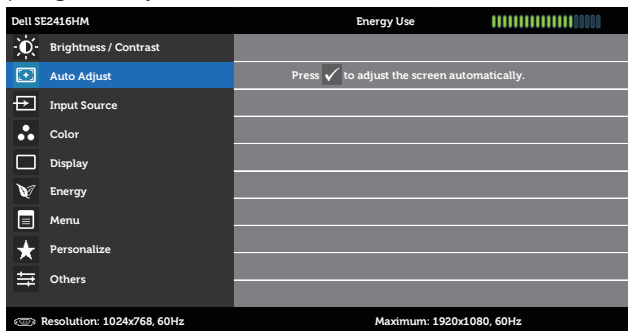 Dell SE2416HM Energy Use
Brightness / Contrast
Auto Adjust Press ✓ to adjust the screen automatically.
Input Source
Color
Display
Energy
Menu
Personalize
Others
Resolution: 1024x768, 60Hz Maximum: 1920x1080, 60Hz